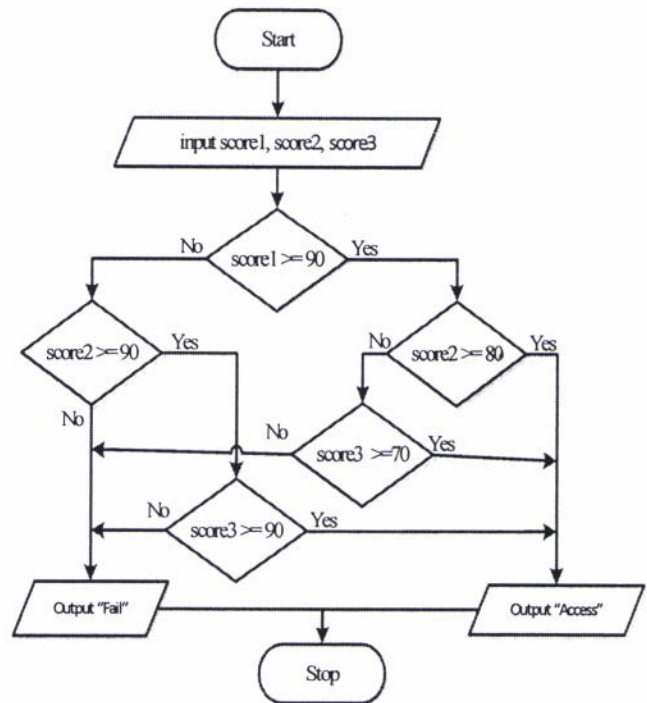 Start
input score1, score2, score3
No
score1 >= 90
Yes
score2 >= 90
Yes
No
score2 >= 80
Yes
No
No
score3 >=70
Yes
No
score3 >= 90
Yes
Output "Fail"
Output "Access"
Stop